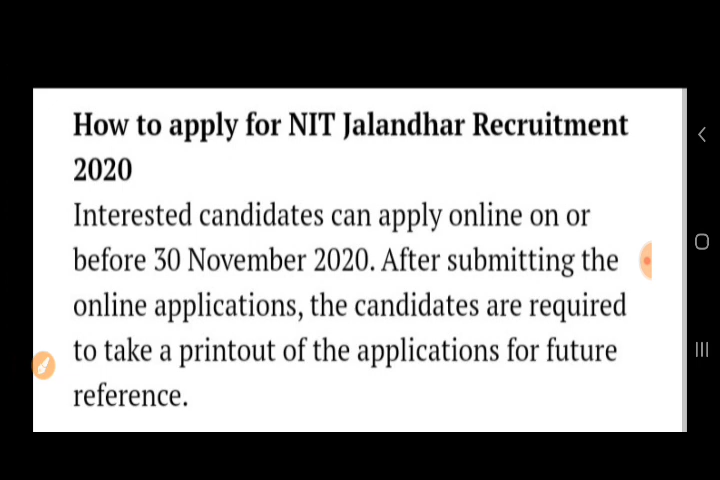 How to apply for NIT Jalandhar Recruitment
2020
Interested candidates can apply online on or
before 30 November 2020. After submitting the
online applications, the candidates are required
to take a printout of the applications for future
reference.